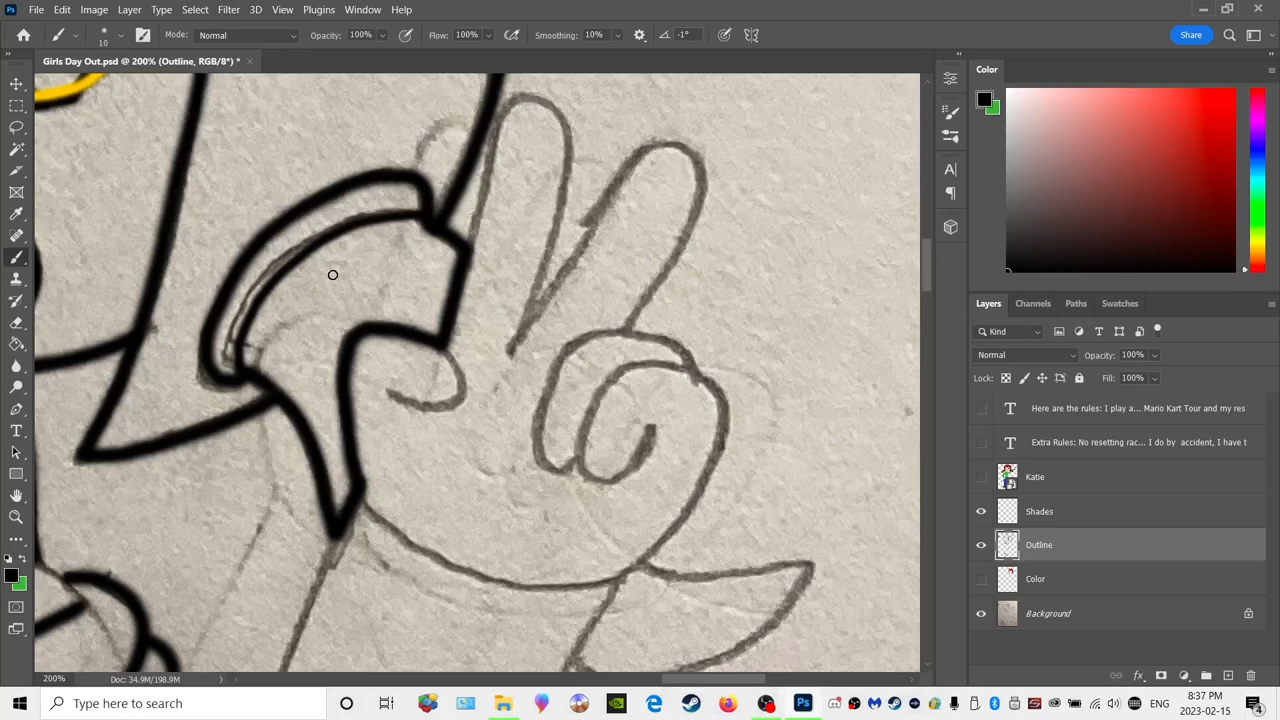 Ps File Edit Image Layer Type Select Filter 3D View Plugins Window Help
10 Mode: Normal Opacity: 100% Flow: 100% Smoothing: 10% -1° Share
Girls Day Out.psd @ 200% (Outline, RGB/8*) *
Color
Layers Channels Paths Swatches
Kind
Normal Opacity: 100%
Lock: Fill: 100%
Here are the rules: I play a... Mario Kart Tour and my res
Extra Rules: No resetting rac... I do by accident, I have t
Katie
Shades
Outline
Color
Background
200% Doc: 34.9M/198.9M
Type here to search
ENG
8:37 PM
2023-02-15
4